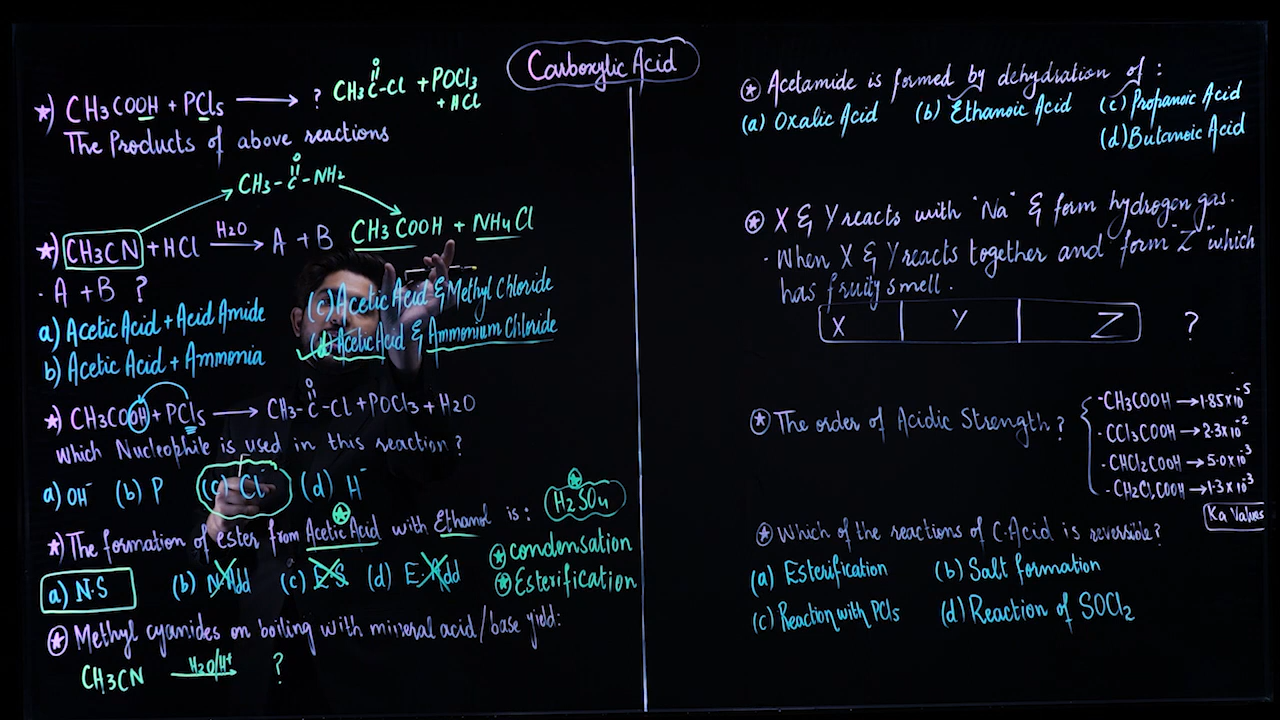 Carboxylic Acid
*) CH3COOH + PCl5 → ? CH3-C-Cl + POCl3
O
+ HCl
The Products of above reactions
O
CH3-C-NH2
*) CH3CN + HCl H2O → A + B CH3COOH + NH4Cl
· A + B ?
a) Acetic Acid + Acid Amide
(c) Acetic Acid & Methyl Chloride
b) Acetic Acid + Ammonia
(d) Acetic Acid & Ammonium Chloride
O
*) CH3COOH + PCl5 → CH3-C-Cl + POCl3 + H2O
Which Nucleophile is used in this reaction?
a) OH⁻ (b) P (c) Cl⁻ (d) H⁻
H2SO4
*) The formation of ester from Acetic Acid with Ethanol is:
a) N.S (b) N.Add (c) E.S (d) E.Add
* condensation
* Esterification
* Methyl cyanides on boiling with mineral acid/base yield:
CH3CN H2O/H+ → ?
* Acetamide is formed by dehydration of :
(a) Oxalic Acid (b) Ethanoic Acid (c) Propanoic Acid
(d) Butanoic Acid
* X & Y reacts with "Na" & form hydrogen gas.
· When X & Y reacts together and form "Z" which
has fruity smell.
X Y Z ?
* The order of Acidic Strength?
-CH3COOH → 1.85×10⁻⁵
-CCl3COOH → 2.3×10⁻²
-CHCl2COOH → 5.0×10⁻³
-CH2Cl,COOH → 1.3×10⁻³
Ka Values
* Which of the reactions of C.Acid is reversible?
(a) Esterification (b) Salt formation
(c) Reaction with PCl5 (d) Reaction of SOCl2